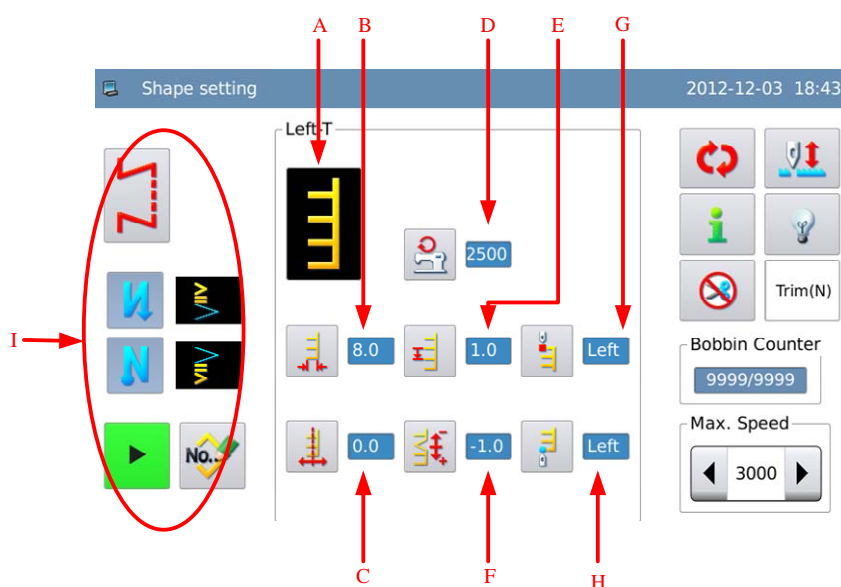 A B D E G
Shape setting 2012-12-03 18:43
Left-T
2500
Trim(N)
I
8.0 1.0 Left
Bobbin Counter
9999/9999
Max. Speed
No.
0.0 -1.0 Left
3000
C F H